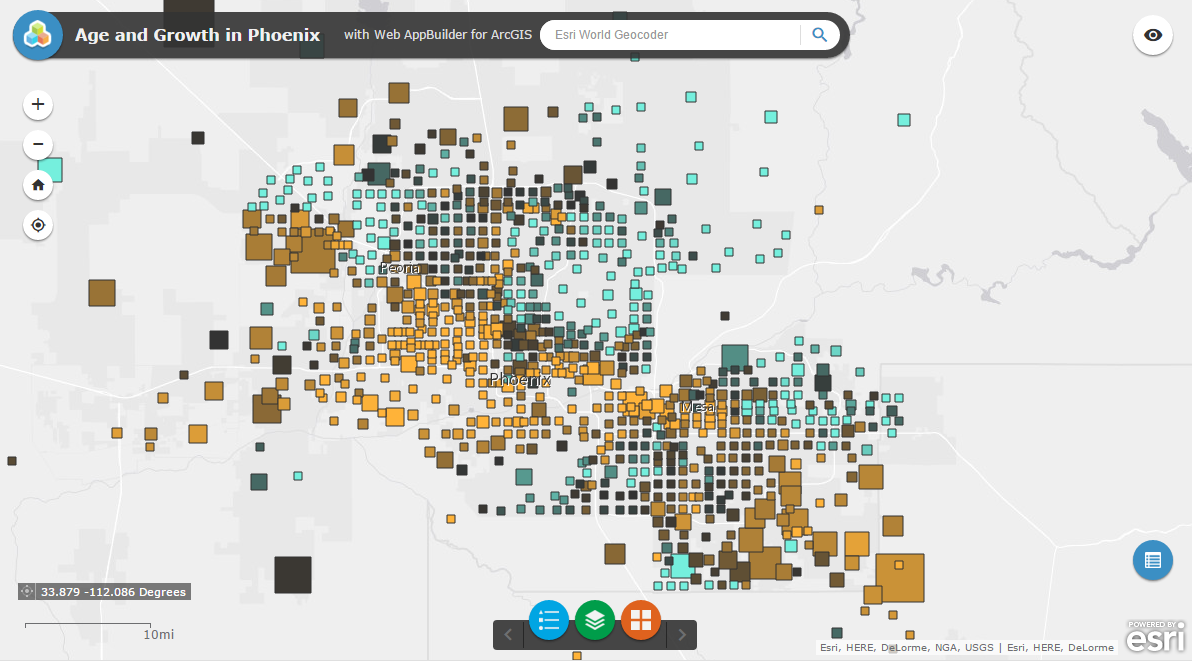 Age and Growth in Phoenix
with Web AppBuilder for ArcGIS
Esri World Geocoder
Peoria
Phoenix
Mesa
33.879 -112.086 Degrees
10mi
Esri, HERE, DeLorme, NGA, USGS | Esri, HERE, DeLorme
POWERED BY
esri